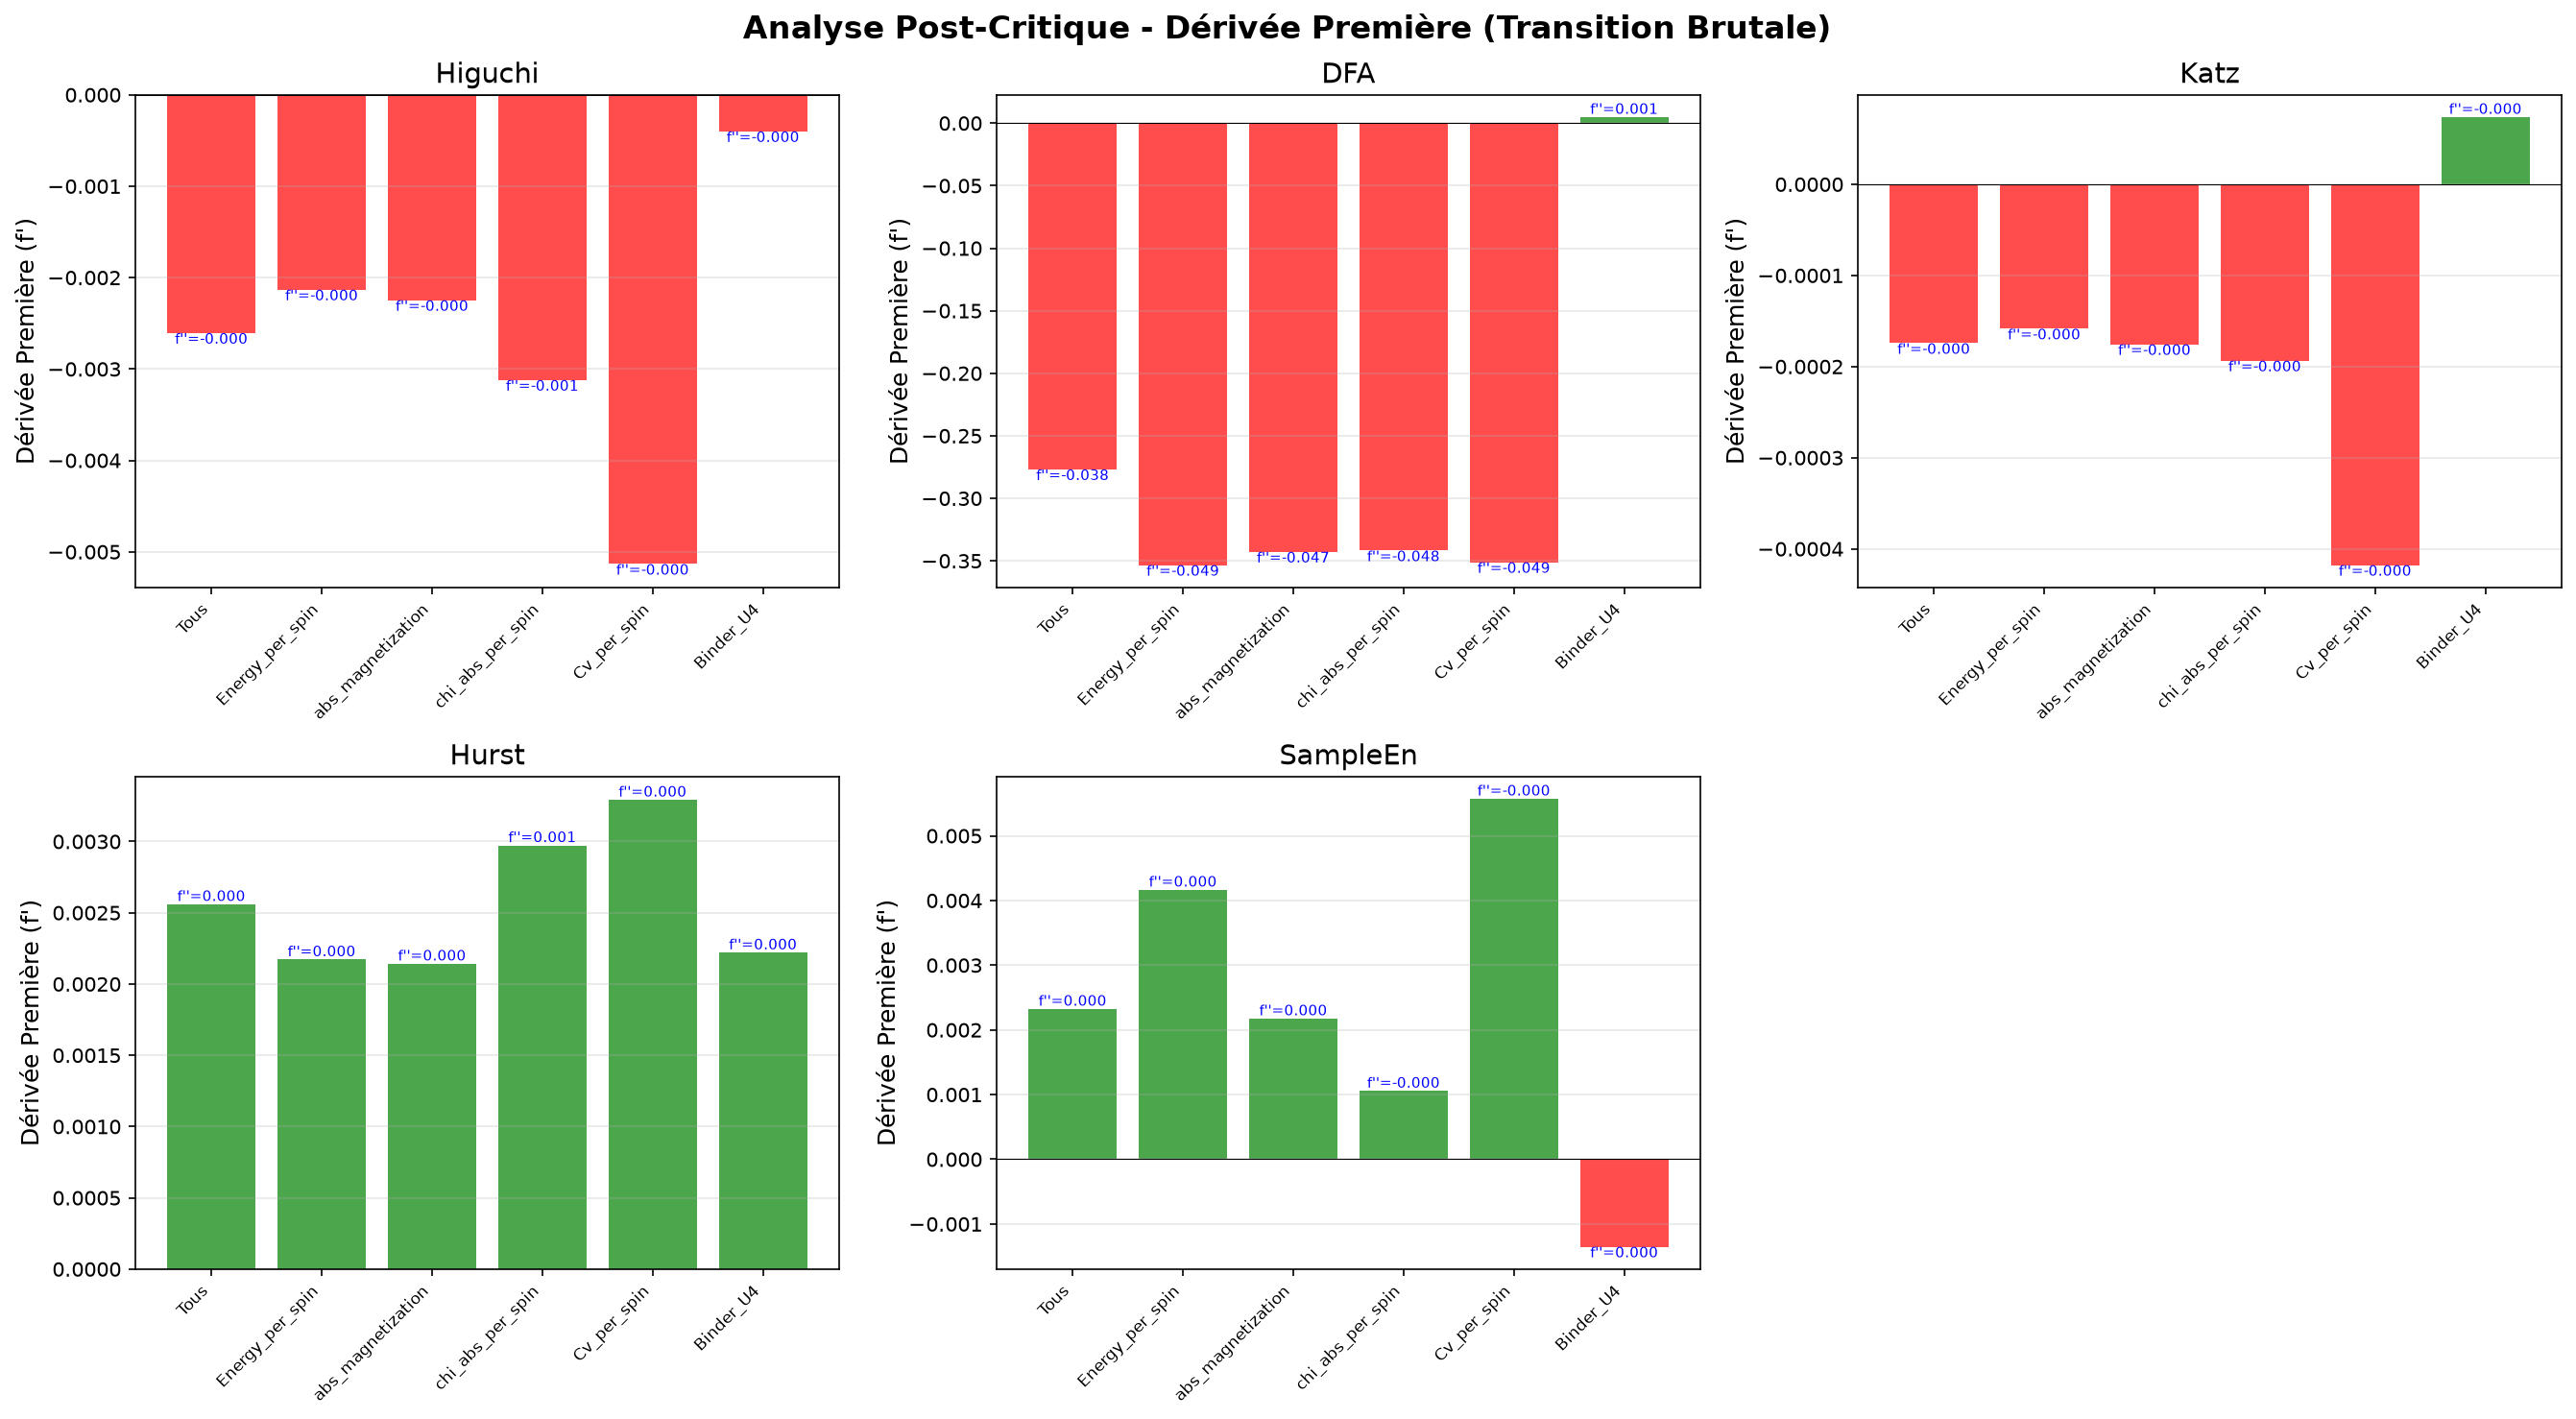 Analyse Post-Critique - Dérivée Première (Transition Brutale)
Higuchi
Dérivée Première (f')
0.000
−0.001
−0.002
−0.003
−0.004
−0.005
f''=-0.000
f''=-0.000
f''=-0.000
f''=-0.001
f''=-0.000
f''=-0.000
Tous
Energy_per_spin
abs_magnetization
chi_abs_per_spin
Cv_per_spin
Binder_U4
DFA
Dérivée Première (f')
0.00
−0.05
−0.10
−0.15
−0.20
−0.25
−0.30
−0.35
f''=-0.038
f''=-0.049
f''=-0.047
f''=-0.048
f''=-0.049
f''=0.001
Tous
Energy_per_spin
abs_magnetization
chi_abs_per_spin
Cv_per_spin
Binder_U4
Katz
Dérivée Première (f')
0.0000
−0.0001
−0.0002
−0.0003
−0.0004
f''=-0.000
f''=-0.000
f''=-0.000
f''=-0.000
f''=-0.000
f''=-0.000
Tous
Energy_per_spin
abs_magnetization
chi_abs_per_spin
Cv_per_spin
Binder_U4
Hurst
Dérivée Première (f')
0.0030
0.0025
0.0020
0.0015
0.0010
0.0005
0.0000
f''=0.000
f''=0.000
f''=0.000
f''=0.001
f''=0.000
f''=0.000
Tous
Energy_per_spin
abs_magnetization
chi_abs_per_spin
Cv_per_spin
Binder_U4
SampleEn
Dérivée Première (f')
0.005
0.004
0.003
0.002
0.001
0.000
−0.001
f''=0.000
f''=0.000
f''=0.000
f''=-0.000
f''=-0.000
f''=0.000
Tous
Energy_per_spin
abs_magnetization
chi_abs_per_spin
Cv_per_spin
Binder_U4